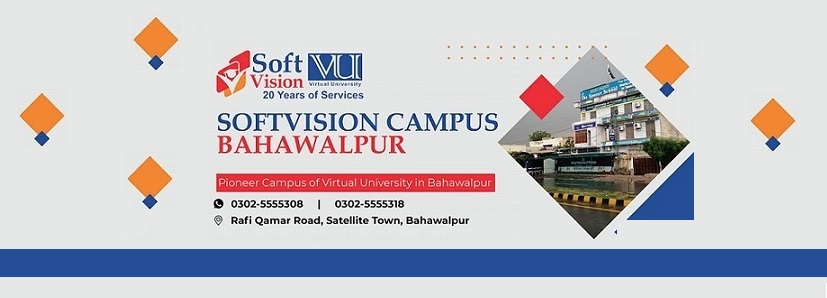 Soft
Vision
VU
Virtual University
20 Years of Services
SOFTVISION CAMPUS
BAHAWALPUR
Pioneer Campus of Virtual University in Bahawalpur
0302-5555308 | 0302-5555318
Rafi Qamar Road, Satellite Town, Bahawalpur